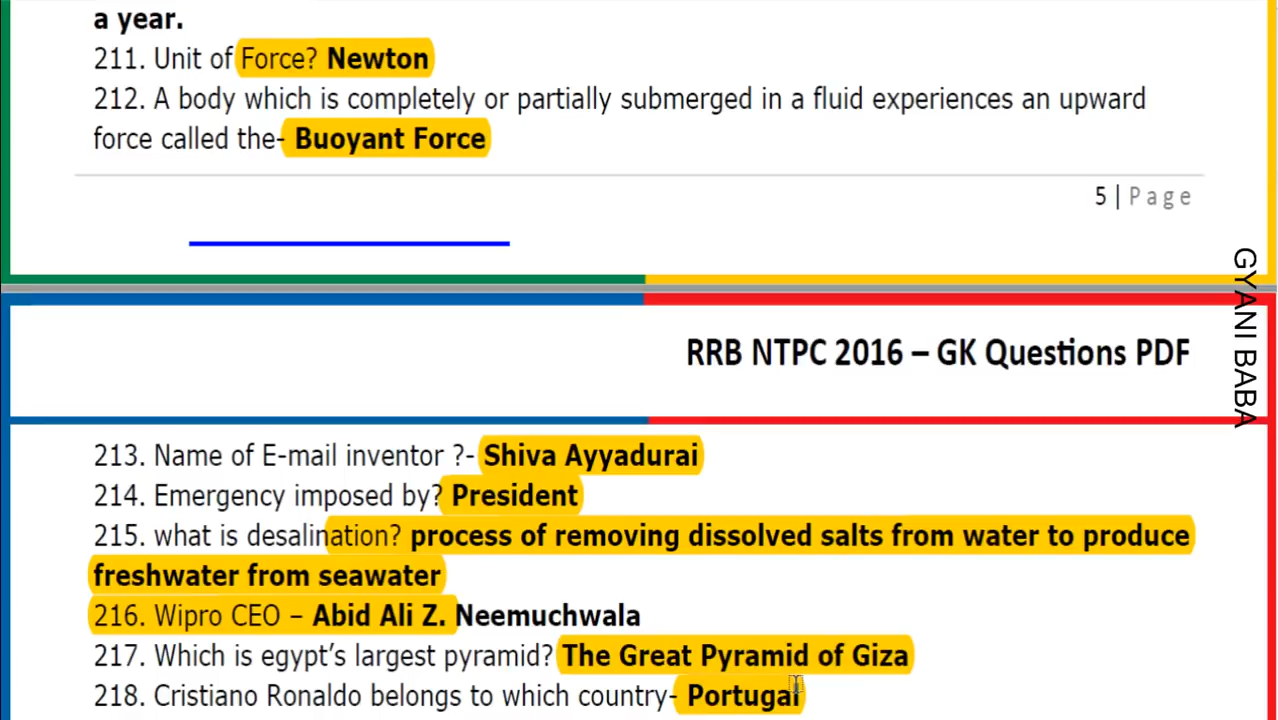 a year.
211. Unit of Force? Newton
212. A body which is completely or partially submerged in a fluid experiences an upward
force called the- Buoyant Force
5 | Page
GYANI BABA
RRB NTPC 2016 – GK Questions PDF
213. Name of E-mail inventor ?- Shiva Ayyadurai
214. Emergency imposed by? President
215. what is desalination? process of removing dissolved salts from water to produce
freshwater from seawater
216. Wipro CEO – Abid Ali Z. Neemuchwala
217. Which is egypt’s largest pyramid? The Great Pyramid of Giza
218. Cristiano Ronaldo belongs to which country- Portugal